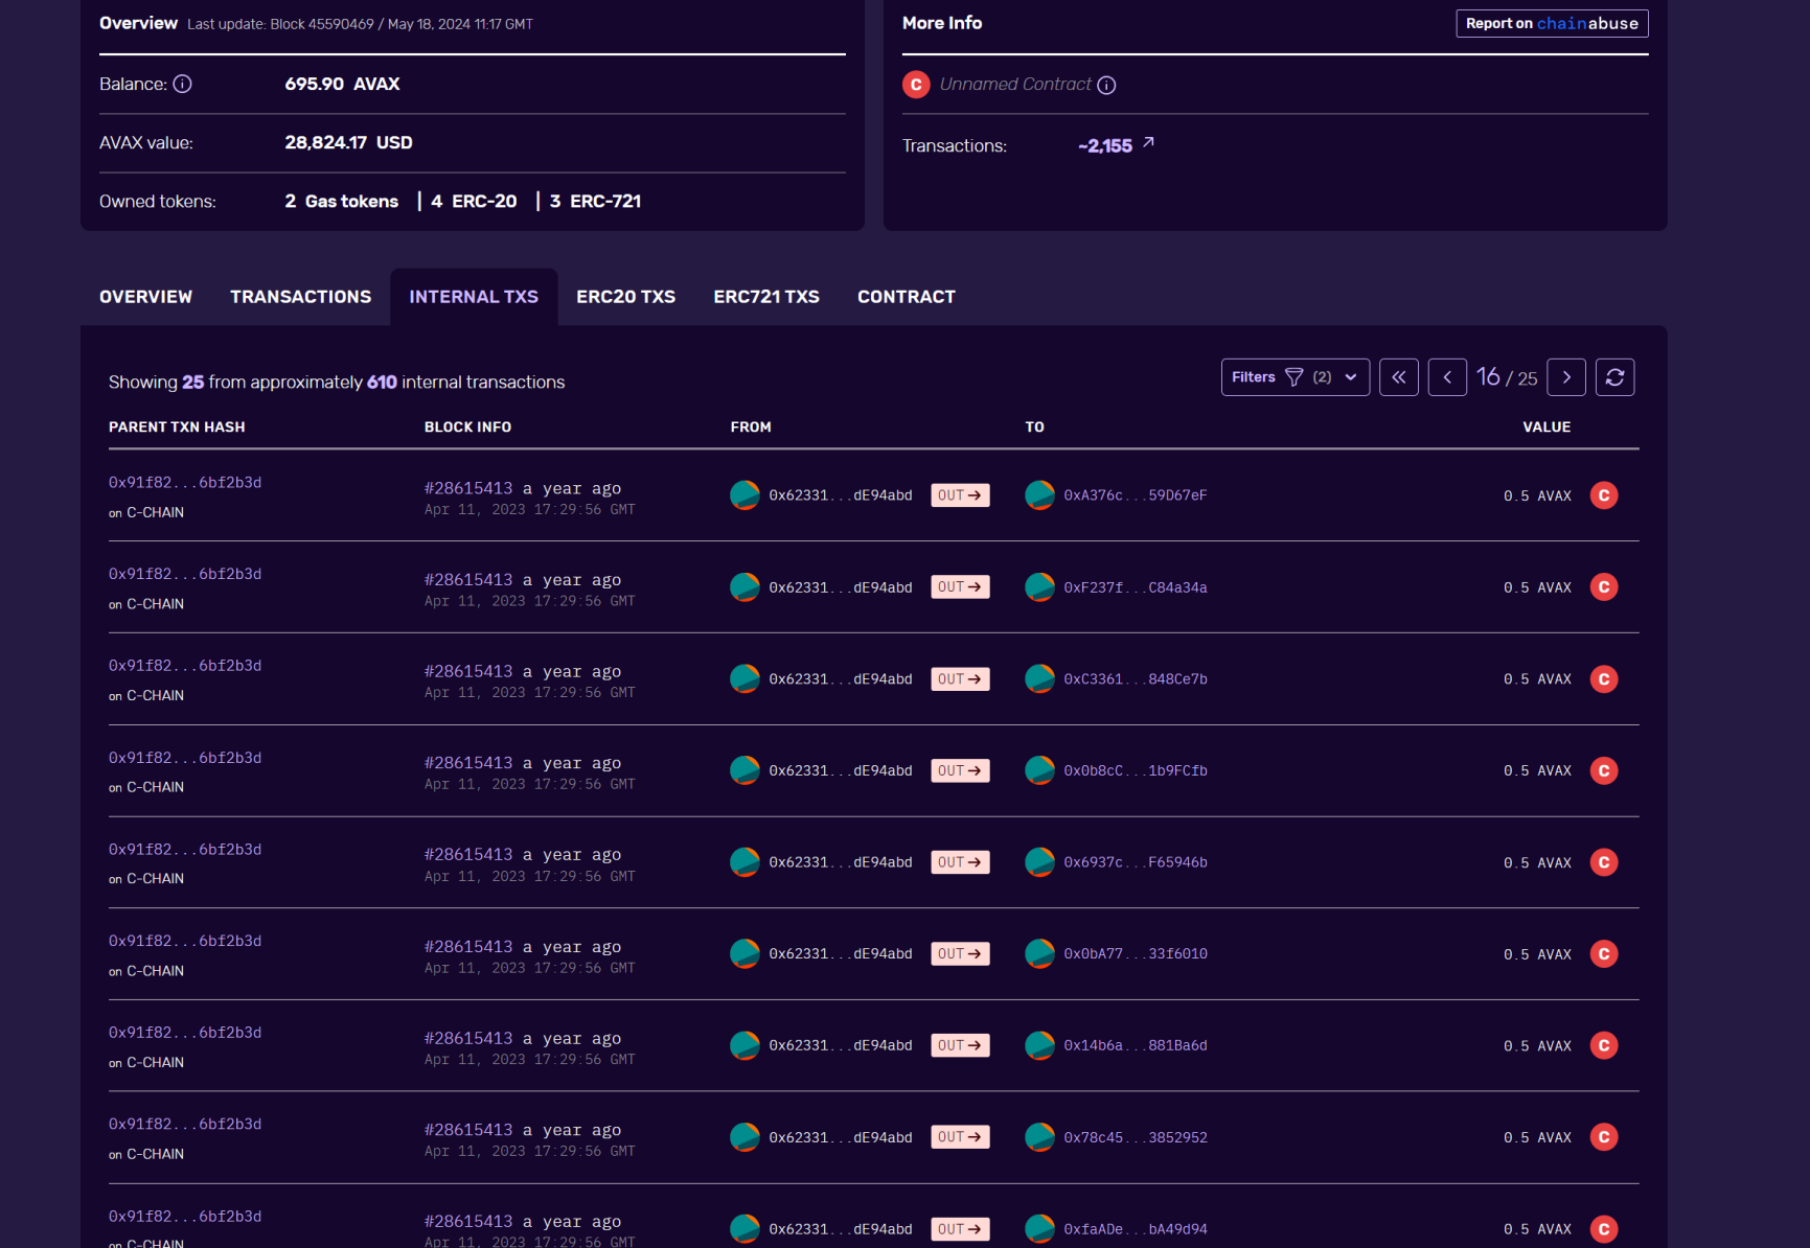 Overview Last update: Block 45590469 / May 18, 2024 11:17 GMT
Balance: 695.90 AVAX
AVAX value: 28,824.17 USD
Owned tokens: 2 Gas tokens | 4 ERC-20 | 3 ERC-721
More Info Report on chainabuse
C Unnamed Contract
Transactions: ~2,155
OVERVIEW TRANSACTIONS INTERNAL TXS ERC20 TXS ERC721 TXS CONTRACT
Showing 25 from approximately 610 internal transactions Filters (2) 16 / 25
PARENT TXN HASH BLOCK INFO FROM TO VALUE
0x91f82...6bf2b3d #28615413 a year ago 0x62331...dE94abd OUT→ 0xA376c...59D67eF 0.5 AVAX C
on C-CHAIN Apr 11, 2023 17:29:56 GMT
0x91f82...6bf2b3d #28615413 a year ago 0x62331...dE94abd OUT→ 0xF237f...C84a34a 0.5 AVAX C
on C-CHAIN Apr 11, 2023 17:29:56 GMT
0x91f82...6bf2b3d #28615413 a year ago 0x62331...dE94abd OUT→ 0xC3361...848Ce7b 0.5 AVAX C
on C-CHAIN Apr 11, 2023 17:29:56 GMT
0x91f82...6bf2b3d #28615413 a year ago 0x62331...dE94abd OUT→ 0x0b8cC...1b9FCfb 0.5 AVAX C
on C-CHAIN Apr 11, 2023 17:29:56 GMT
0x91f82...6bf2b3d #28615413 a year ago 0x62331...dE94abd OUT→ 0x6937c...F65946b 0.5 AVAX C
on C-CHAIN Apr 11, 2023 17:29:56 GMT
0x91f82...6bf2b3d #28615413 a year ago 0x62331...dE94abd OUT→ 0x0bA77...33f6010 0.5 AVAX C
on C-CHAIN Apr 11, 2023 17:29:56 GMT
0x91f82...6bf2b3d #28615413 a year ago 0x62331...dE94abd OUT→ 0x14b6a...881Ba6d 0.5 AVAX C
on C-CHAIN Apr 11, 2023 17:29:56 GMT
0x91f82...6bf2b3d #28615413 a year ago 0x62331...dE94abd OUT→ 0x78c45...3852952 0.5 AVAX C
on C-CHAIN Apr 11, 2023 17:29:56 GMT
0x91f82...6bf2b3d #28615413 a year ago 0x62331...dE94abd OUT→ 0xfaADe...bA49d94 0.5 AVAX C
on C-CHAIN Apr 11, 2023 17:29:56 GMT